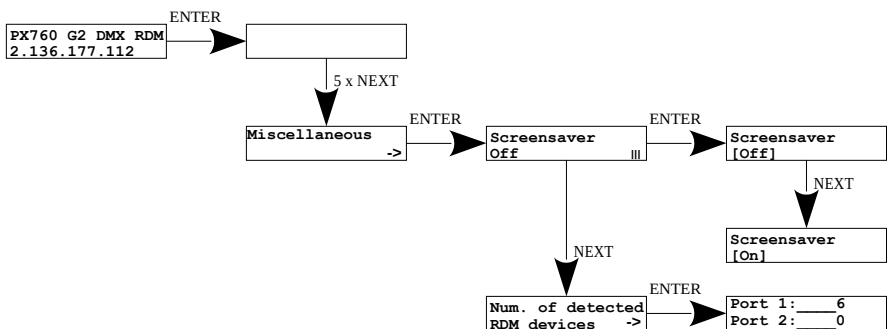 ENTER
PX760 G2 DMX RDM
2.136.177.112
5 x NEXT
Miscellaneous
->
ENTER
Screensaver
Off III
ENTER
Screensaver
[Off]
NEXT
Screensaver
[On]
NEXT
Num. of detected
RDM devices ->
ENTER
Port 1:____6
Port 2:____0